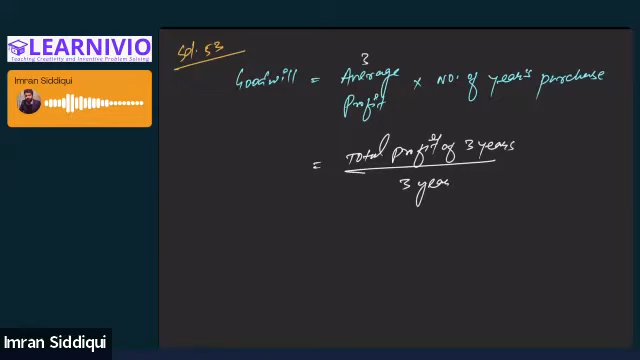 LEARNIVIO
Teaching Creativity and Inventive Problem Solving
Imran Siddiqui
Sol. 53
3
Goodwill = Average Profit × No. of year's purchase
= Total profit of 3 years
3 year
Imran Siddiqui